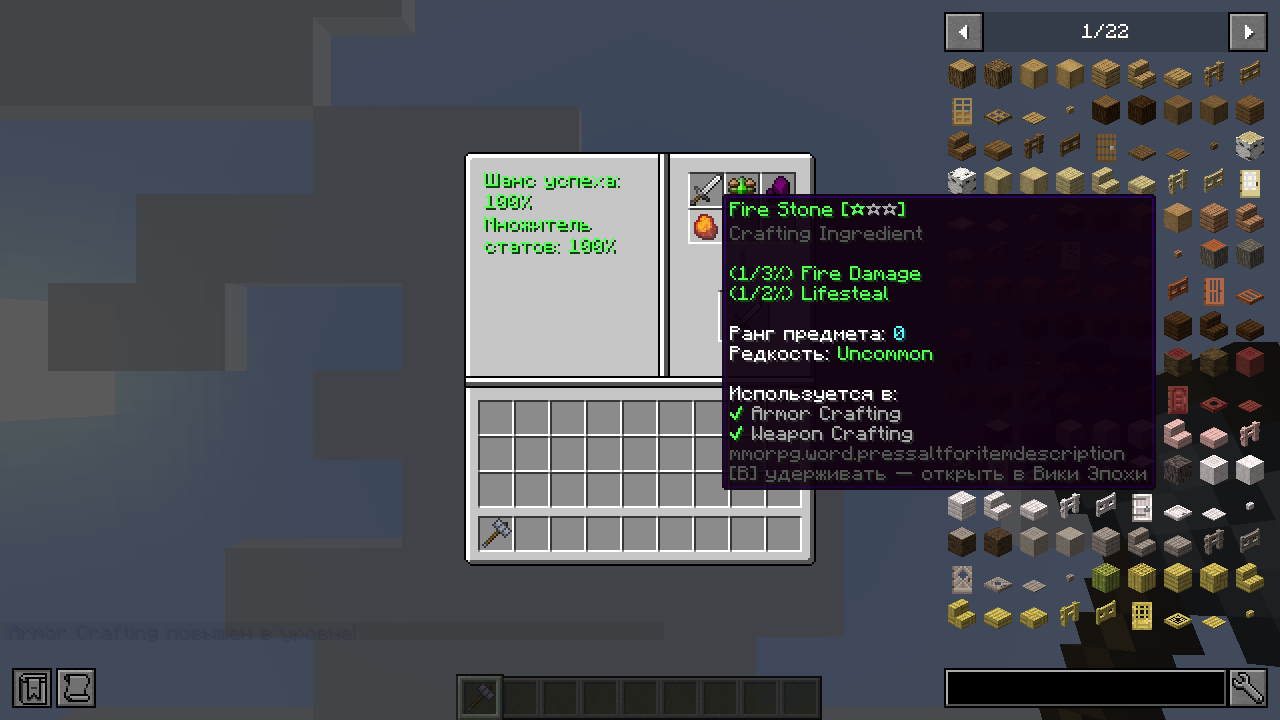 1/22
Шанс успеха:
100%
Множитель
статов: 100%
Fire Stone [★☆☆]
Crafting Ingredient
(1/3%) Fire Damage
(1/2%) Lifesteal
Ранг предмета: 0
Редкость: Uncommon
Используется в:
✓ Armor Crafting
✓ Weapon Crafting
mmorpg.word.pressaltforitemdescription
[B] удерживать — открыть в Вики Эпохи
Armor Crafting повышен в уровне!